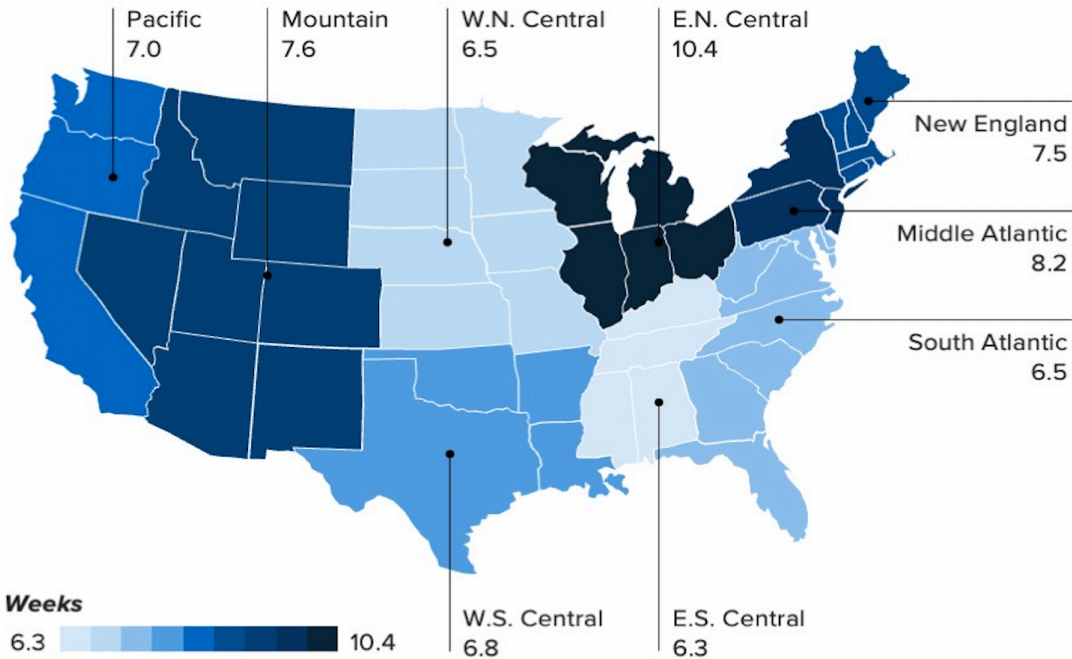 Pacific
7.0
Mountain
7.6
W.N. Central
6.5
E.N. Central
10.4
New England
7.5
Middle Atlantic
8.2
South Atlantic
6.5
Weeks
6.3
10.4
W.S. Central
6.8
E.S. Central
6.3